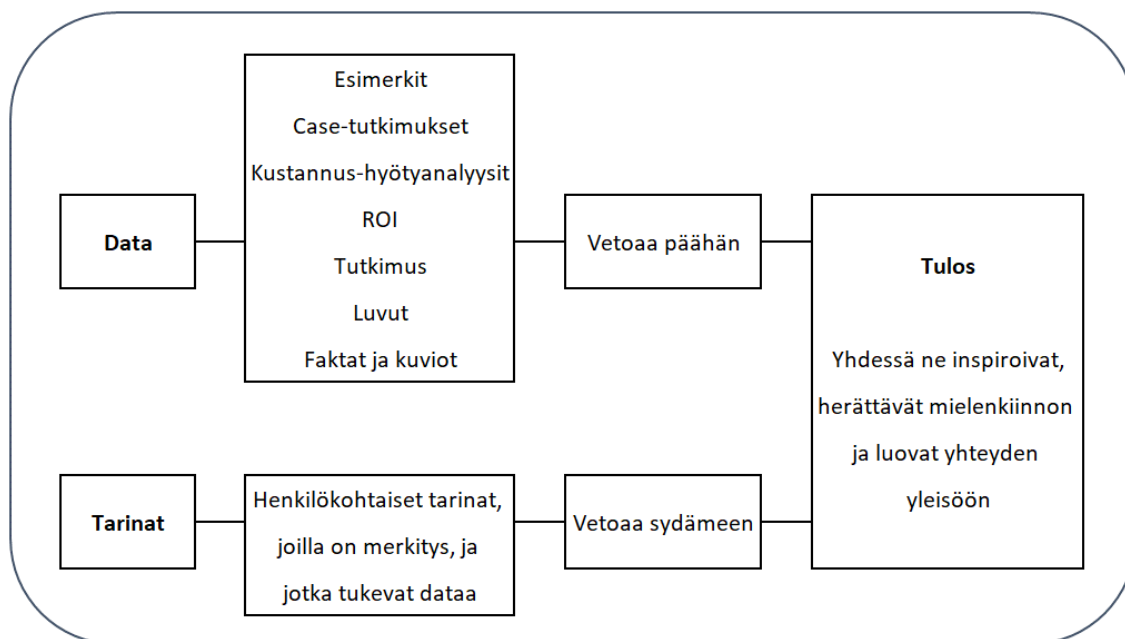 Data
Esimerkit
Case-tutkimukset
Kustannus-hyötyanalyysit
ROI
Tutkimus
Luvut
Faktat ja kuviot
Vetoaa päähän
Tarinat
Henkilökohtaiset tarinat,
joilla on merkitys, ja
jotka tukevat dataa
Vetoaa sydämeen
Tulos
Yhdessä ne inspiroivat,
herättävät mielenkiinnon
ja luovat yhteyden
yleisöön